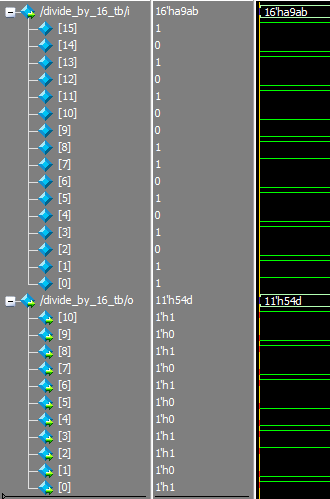 /divide_by_16_tb/i 16'ha9ab 16'ha9ab
[15] 1
[14] 0
[13] 1
[12] 0
[11] 1
[10] 0
[9] 0
[8] 1
[7] 1
[6] 0
[5] 1
[4] 0
[3] 1
[2] 0
[1] 1
[0] 1
/divide_by_16_tb/o 11'h54d 11'h54d
[10] 1'h1
[9] 1'h0
[8] 1'h1
[7] 1'h0
[6] 1'h1
[5] 1'h0
[4] 1'h0
[3] 1'h1
[2] 1'h1
[1] 1'h0
[0] 1'h1